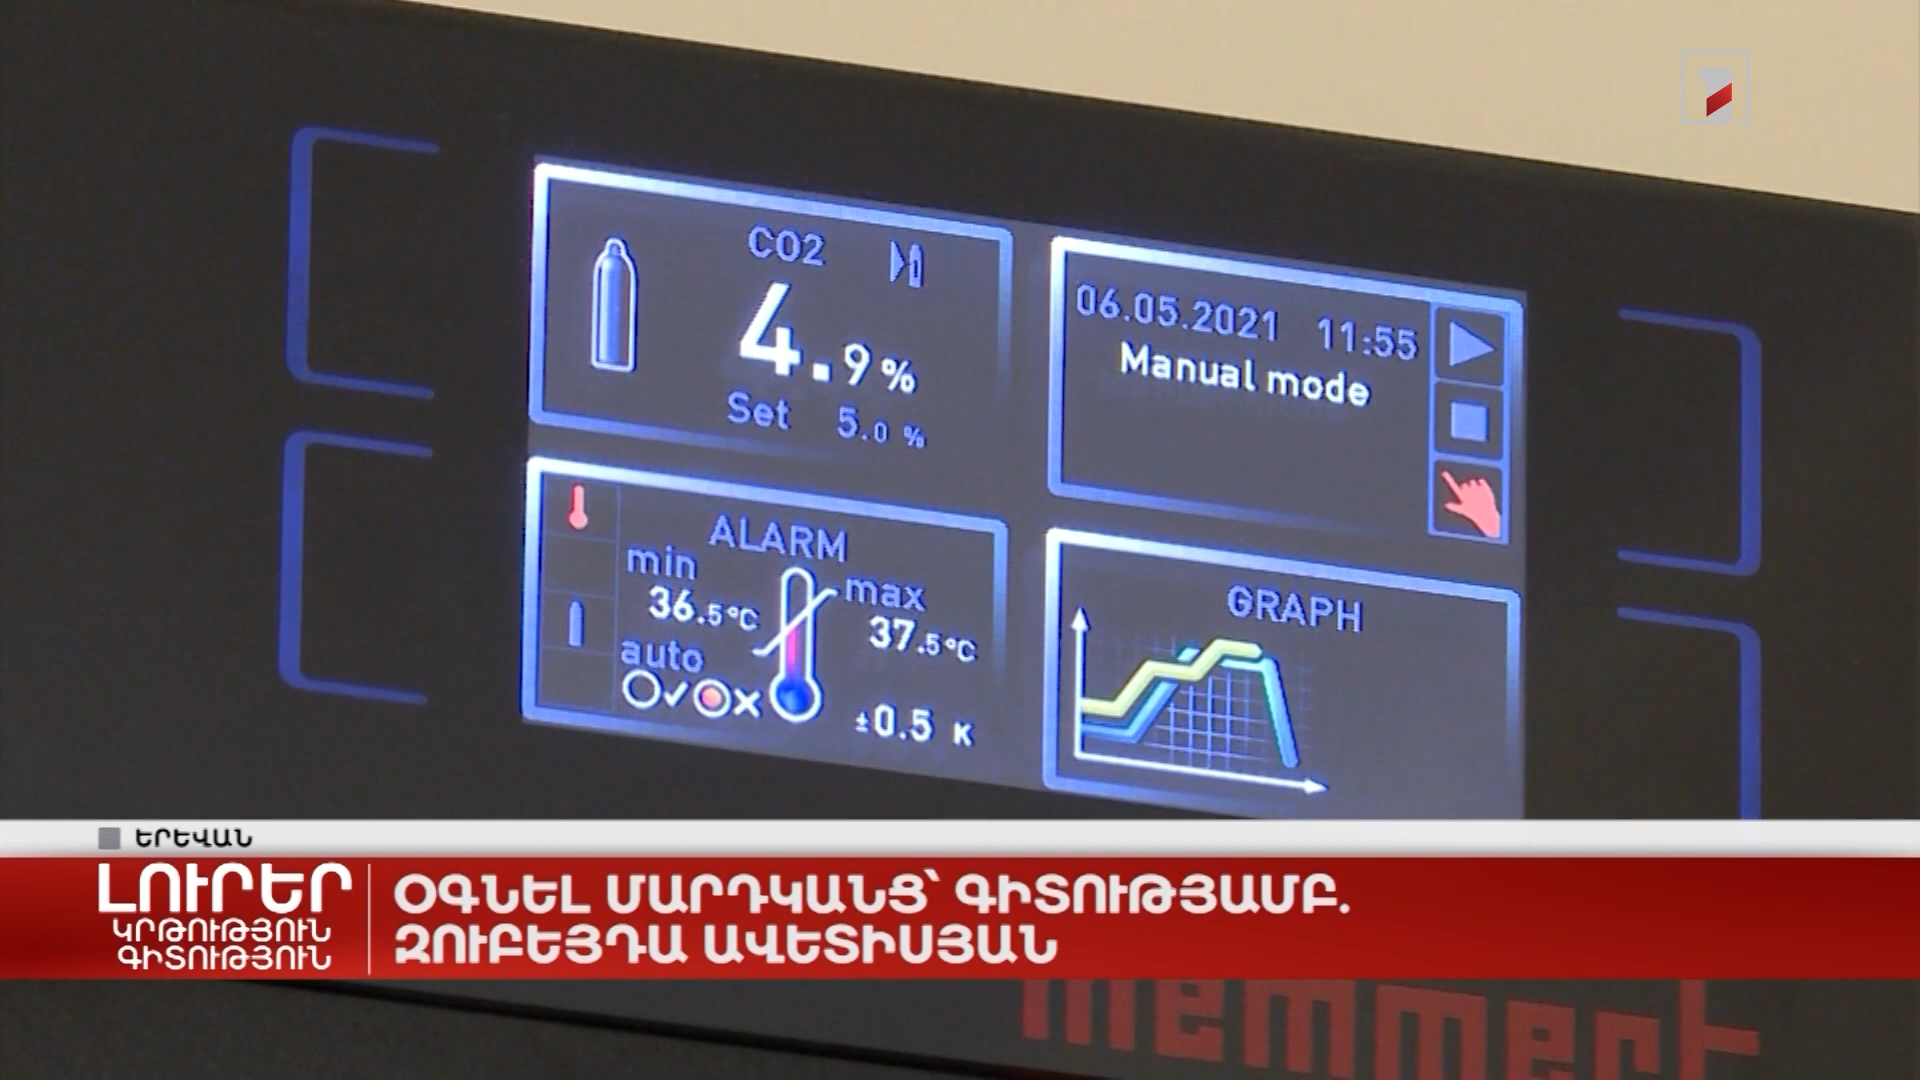 CO2
4.9 %
Set 5.0 %
06.05.2021 11:55
Manual mode
ALARM
min
36.5°C
max
37.5°C
auto
±0.5 K
GRAPH
ԵՐԵՎԱՆ
ԼՈՒՐԵՐ
ԿՐԹՈՒԹՅՈՒՆ
ԳԻՏՈՒԹՅՈՒՆ
ՕԳՆԵԼ ՄԱՐԴԿԱՆՑ՝ ԳԻՏՈՒԹՅԱՄԲ.
ԶՈՒԲԵՅԴԱ ԱՎԵՏԻՍՅԱՆ
memmert